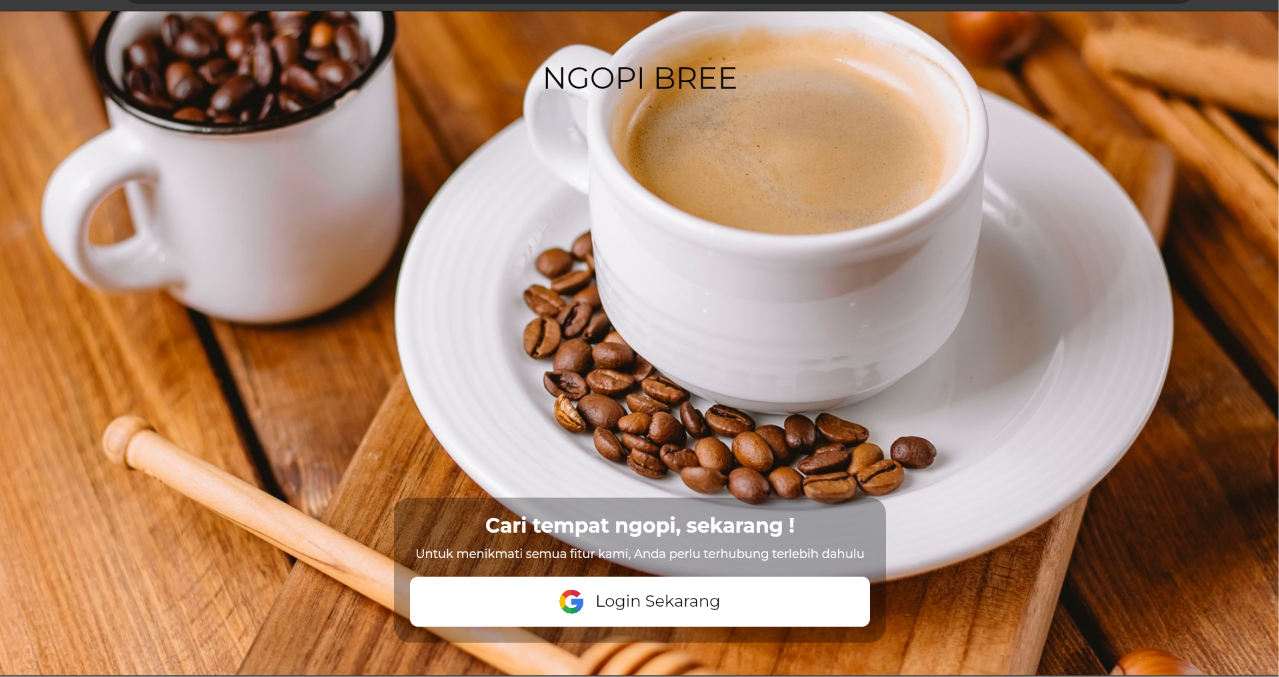 NGOPI BREE
Cari tempat ngopi, sekarang !
Untuk menikmati semua fitur kami, Anda perlu terhubung terlebih dahulu
Login Sekarang